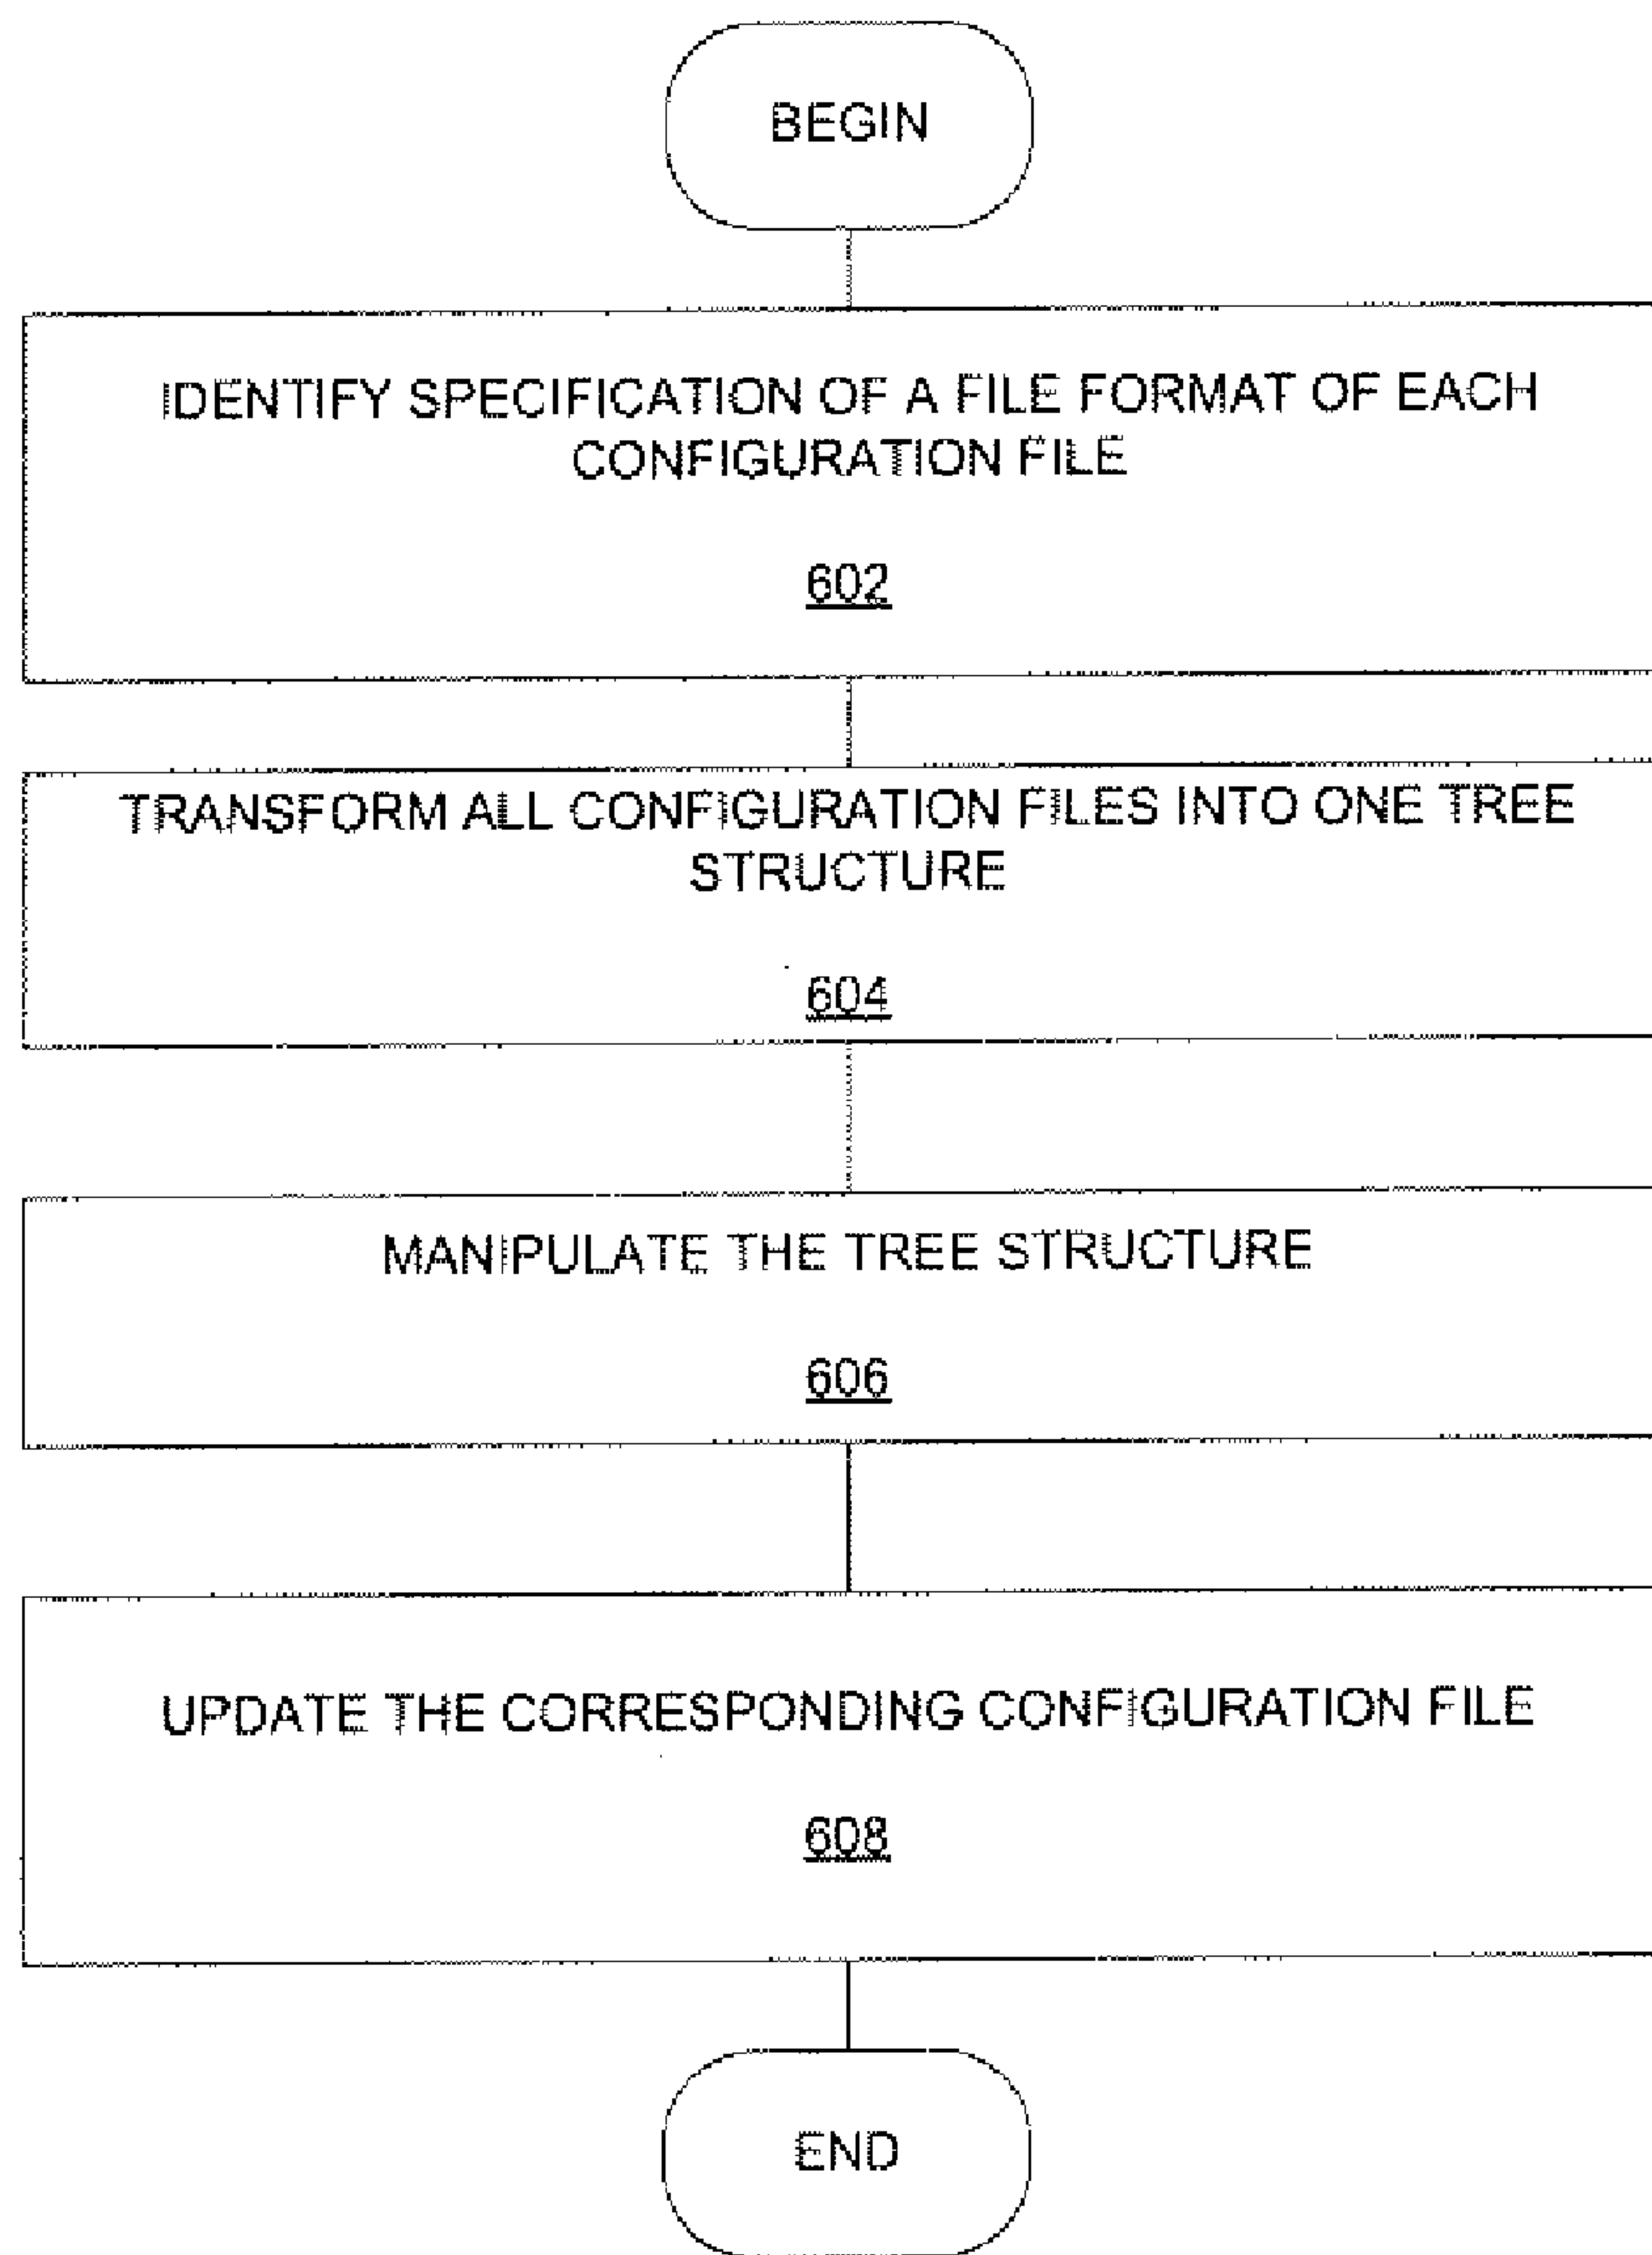 BEGIN
IDENTIFY SPECIFICATION OF A FILE FORMAT OF EACH
CONFIGURATION FILE
602
TRANSFORM ALL CONFIGURATION FILES INTO ONE TREE
STRUCTURE
604
MANIPULATE THE TREE STRUCTURE
606
UPDATE THE CORRESPONDING CONFIGURATION FILE
608
END